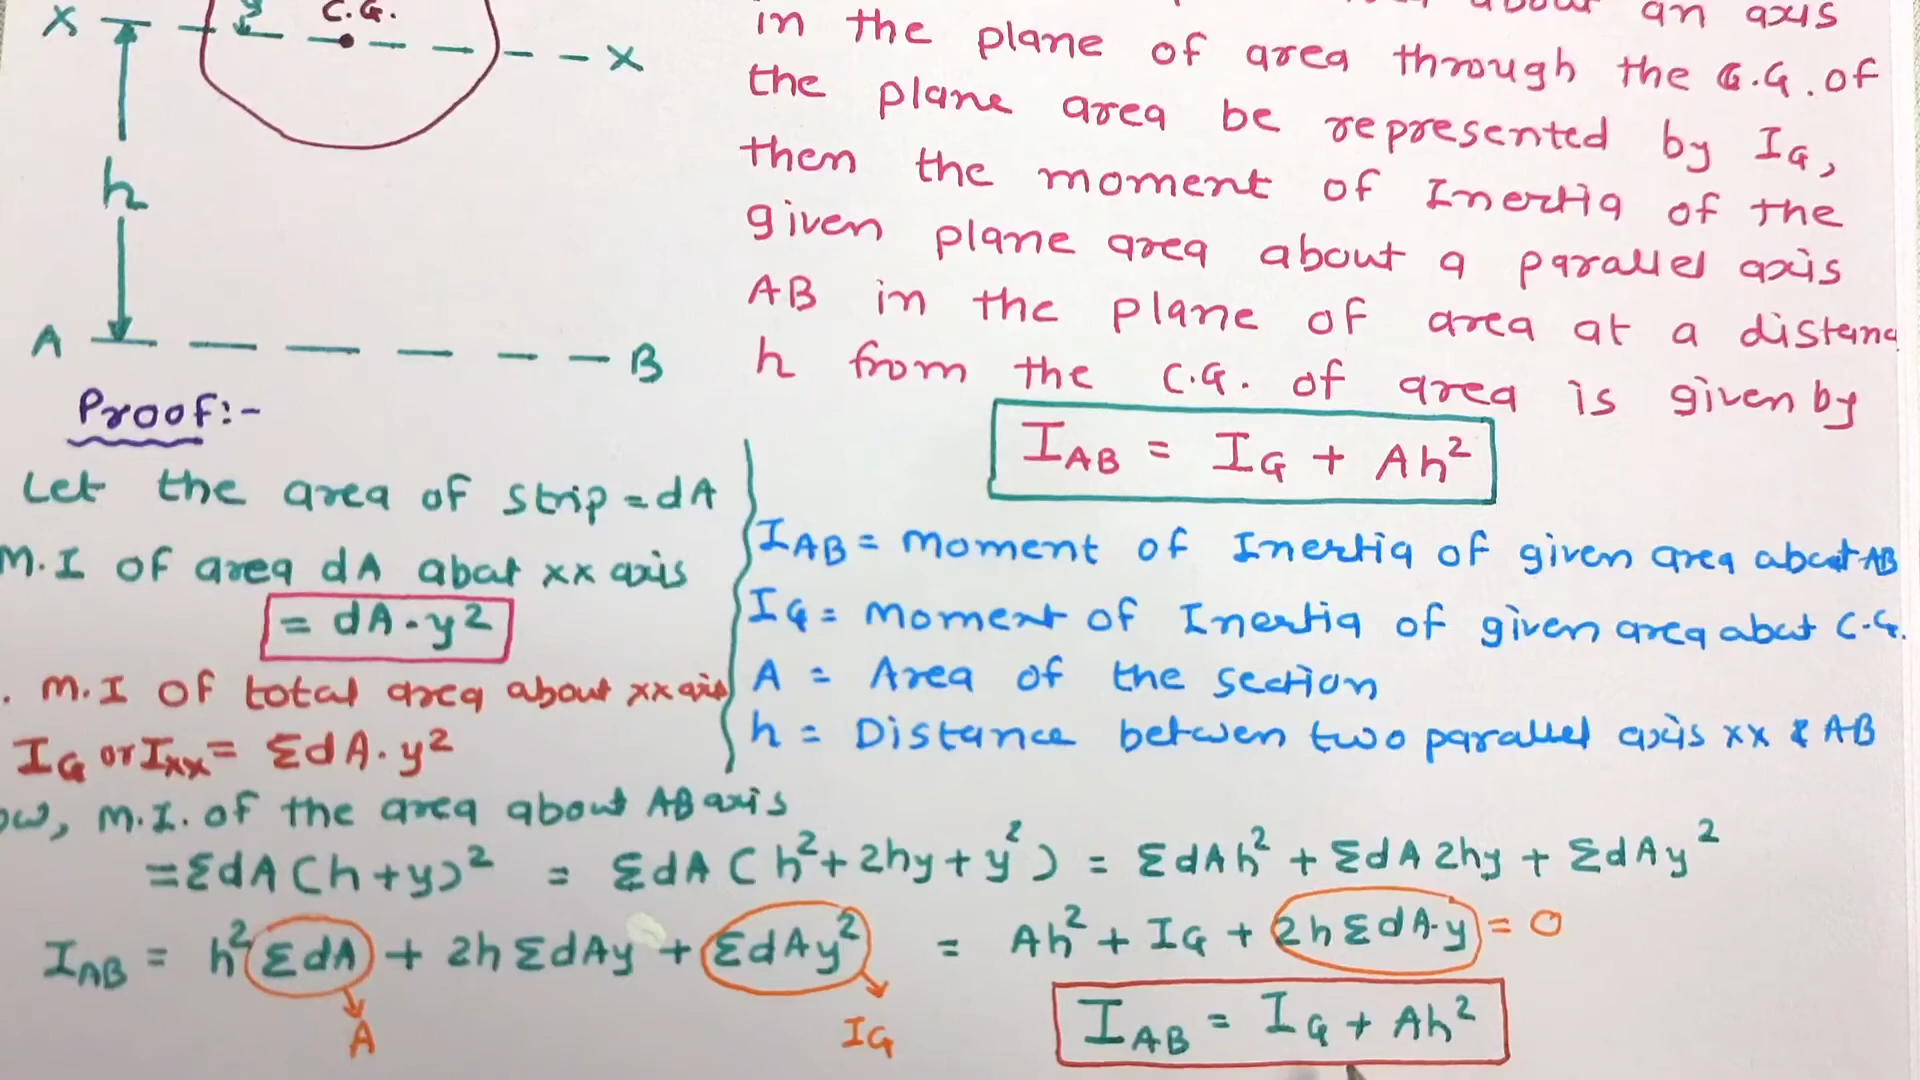 C.G.
X
X
h
A
B
about an axis
in the plane of area through the C.G. of
the plane area be represented by IG,
then the moment of Inertia of the
given plane area about a parallel axis
AB in the plane of area at a distanc
h from the C.G. of area is given by
IAB = IG + Ah²
Proof:-
Let the area of strip = dA
M.I of area dA abat xx axis
= dA.y²
. M.I of total area about xx axis
IG or Ixx = ΣdA.y²
IAB = Moment of Inertia of given area about AB
IG = Moment of Inertia of given area abut C.G.
A = Area of the section
h = Distance between two parallel axis xx & AB
ow, M.I. of the area about AB axis
= ΣdA(h+y)² = ΣdA(h²+2hy+y²) = ΣdAh² + ΣdA2hy + ΣdAy²
IAB = h²ΣdA + 2hΣdAy + ΣdAy² = Ah² + IG + 2hΣdA.y = 0
A
IG
IAB = IG + Ah²